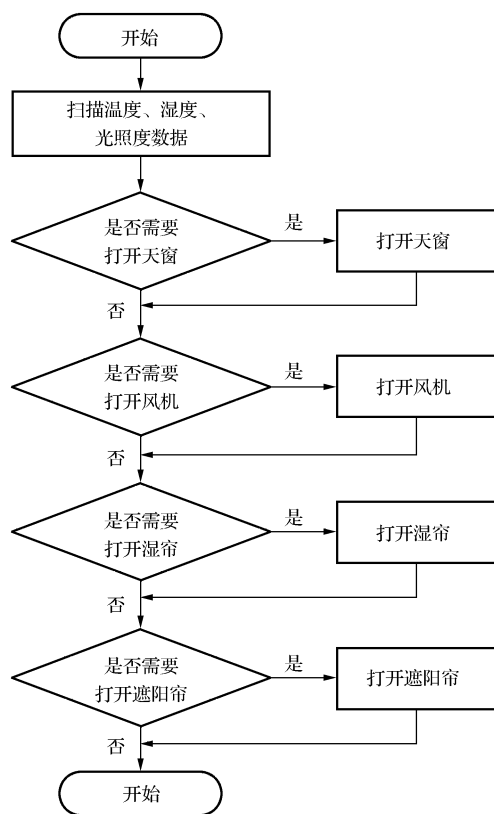 开始
扫描温度、湿度、
光照度数据
是否需要
打开天窗
是
打开天窗
否
是否需要
打开风机
是
打开风机
否
是否需要
打开湿帘
是
打开湿帘
否
是否需要
打开遮阳帘
是
打开遮阳帘
否
开始